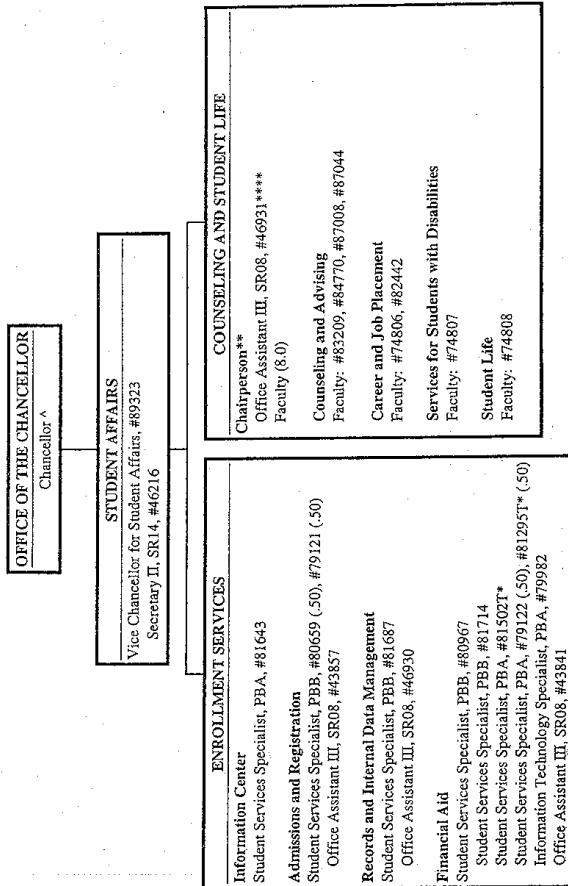 OFFICE OF THE CHANCELLOR
Chancellor ^
STUDENT AFFAIRS
Vice Chancellor for Student Affairs, #89323
Secretary II, SR14, #46216
ENROLLMENT SERVICES
Information Center
Student Services Specialist, PBA, #81643
Admissions and Registration
Student Services Specialist, PBB, #80659 (.50), #79121 (.50)
Office Assistant III, SR08, #43857
Records and Internal Data Management
Student Services Specialist, PBB, #81687
Office Assistant III, SR08, #46930
Financial Aid
Student Services Specialist, PBB, #80967
Student Services Specialist, PBB, #81714
Student Services Specialist, PBA, #81502T*
Student Services Specialist, PBA, #79122 (.50), #81295T* (.50)
Information Technology Specialist, PBA, #79982
Office Assistant III, SR08, #43841
COUNSELING AND STUDENT LIFE
Chairperson**
Office Assistant III, SR08, #46931****
Faculty (8.0)
Counseling and Advising
Faculty: #83209, #84770, #87008, #87044
Career and Job Placement
Faculty: #74806, #82442
Services for Students with Disabilities
Faculty: #74807
Student Life
Faculty: #74808